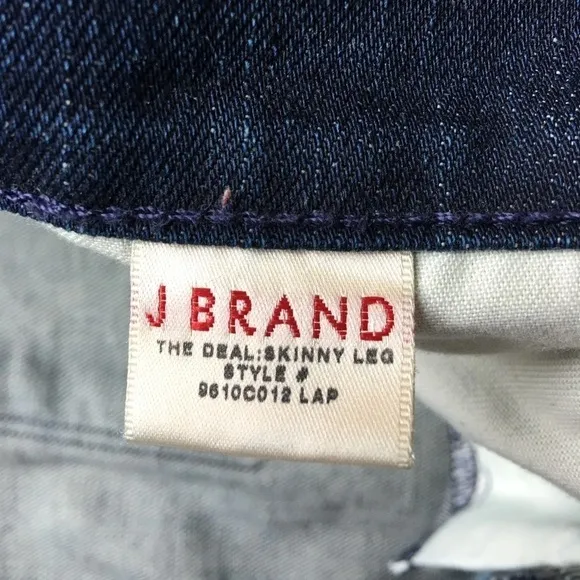 J BRAND
THE DEAL:SKINNY LEG
STYLE #
9610C012 LAP